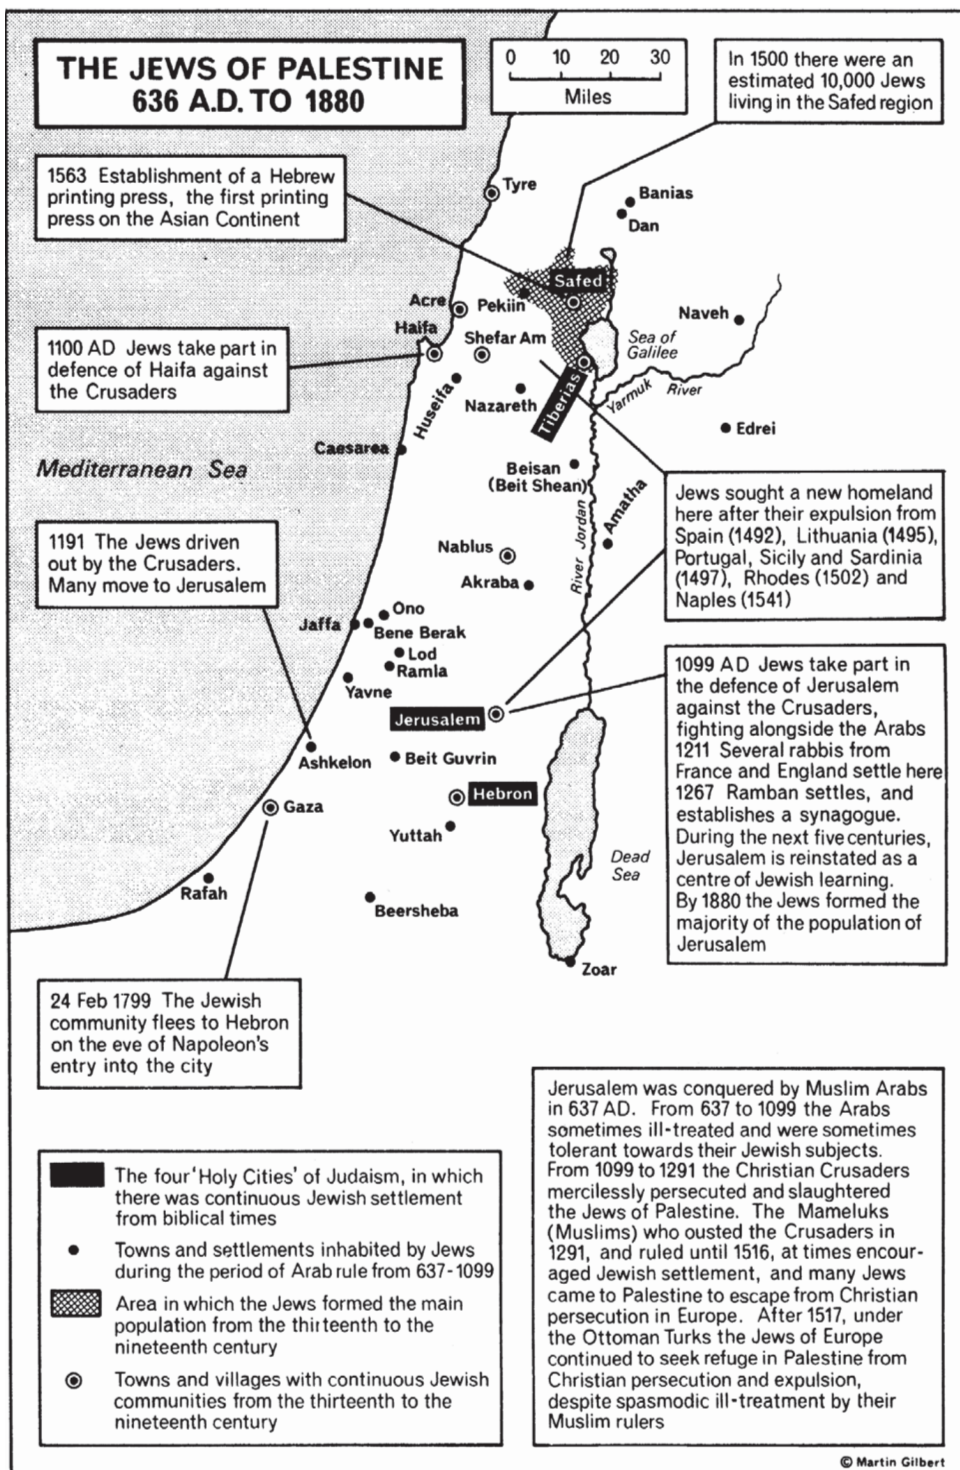 THE JEWS OF PALESTINE
636 A.D. TO 1880
0 15 30
Miles
In 1500 there were an
estimated 10,000 Jews
living in the Safed region
1563 Establishment of a Hebrew
printing press, the first printing
press on the Asian Continent
Tyre
Banias
Dan
Safed
Acre
Pekiin
Naveh
Haifa
Shefar Am
Sea of
Galilee
1100 AD Jews take part in
defence of Haifa against
the Crusaders
Huseifa
Nazareth
Tiberias
Yarmuk River
Caesarea
Edrei
Mediterranean Sea
Beisan
(Beit Shean)
Amatha
River Jordan
Jews sought a new homeland
here after their expulsion from
Spain (1492), Lithuania (1495),
Portugal, Sicily and Sardinia
(1497), Rhodes (1502) and
Naples (1541)
1191 The Jews driven
out by the Crusaders.
Many move to Jerusalem
Nablus
Akraba
Ono
Jaffa
Bene Berak
Lod
Ramla
Yavne
Jerusalem
1099 AD Jews take part in
the defence of Jerusalem
against the Crusaders,
fighting alongside the Arabs
1211 Several rabbis from
France and England settle here
1267 Ramban settles, and
establishes a synagogue.
During the next five centuries,
Jerusalem is reinstated as a
centre of Jewish learning.
By 1880 the Jews formed the
majority of the population of
Jerusalem
Ashkelon
Beit Guvrin
Gaza
Hebron
Yuttah
Dead
Sea
Rafah
Beersheba
Zoar
24 Feb 1799 The Jewish
community flees to Hebron
on the eve of Napoleon's
entry into the city
The four 'Holy Cities' of Judaism, in which
there was continuous Jewish settlement
from biblical times
Towns and settlements inhabited by Jews
during the period of Arab rule from 637-1099
Area in which the Jews formed the main
population from the thirteenth to the
nineteenth century
Towns and villages with continuous Jewish
communities from the thirteenth to the
nineteenth century
Jerusalem was conquered by Muslim Arabs
in 637 AD. From 637 to 1099 the Arabs
sometimes ill-treated and were sometimes
tolerant towards their Jewish subjects.
From 1099 to 1291 the Christian Crusaders
mercilessly persecuted and slaughtered
the Jews of Palestine. The Mameluks
(Muslims) who ousted the Crusaders in
1291, and ruled until 1516, at times encour-
aged Jewish settlement, and many Jews
came to Palestine to escape from Christian
persecution in Europe. After 1517, under
the Ottoman Turks the Jews of Europe
continued to seek refuge in Palestine from
Christian persecution and expulsion,
despite spasmodic ill-treatment by their
Muslim rulers
© Martin Gilbert